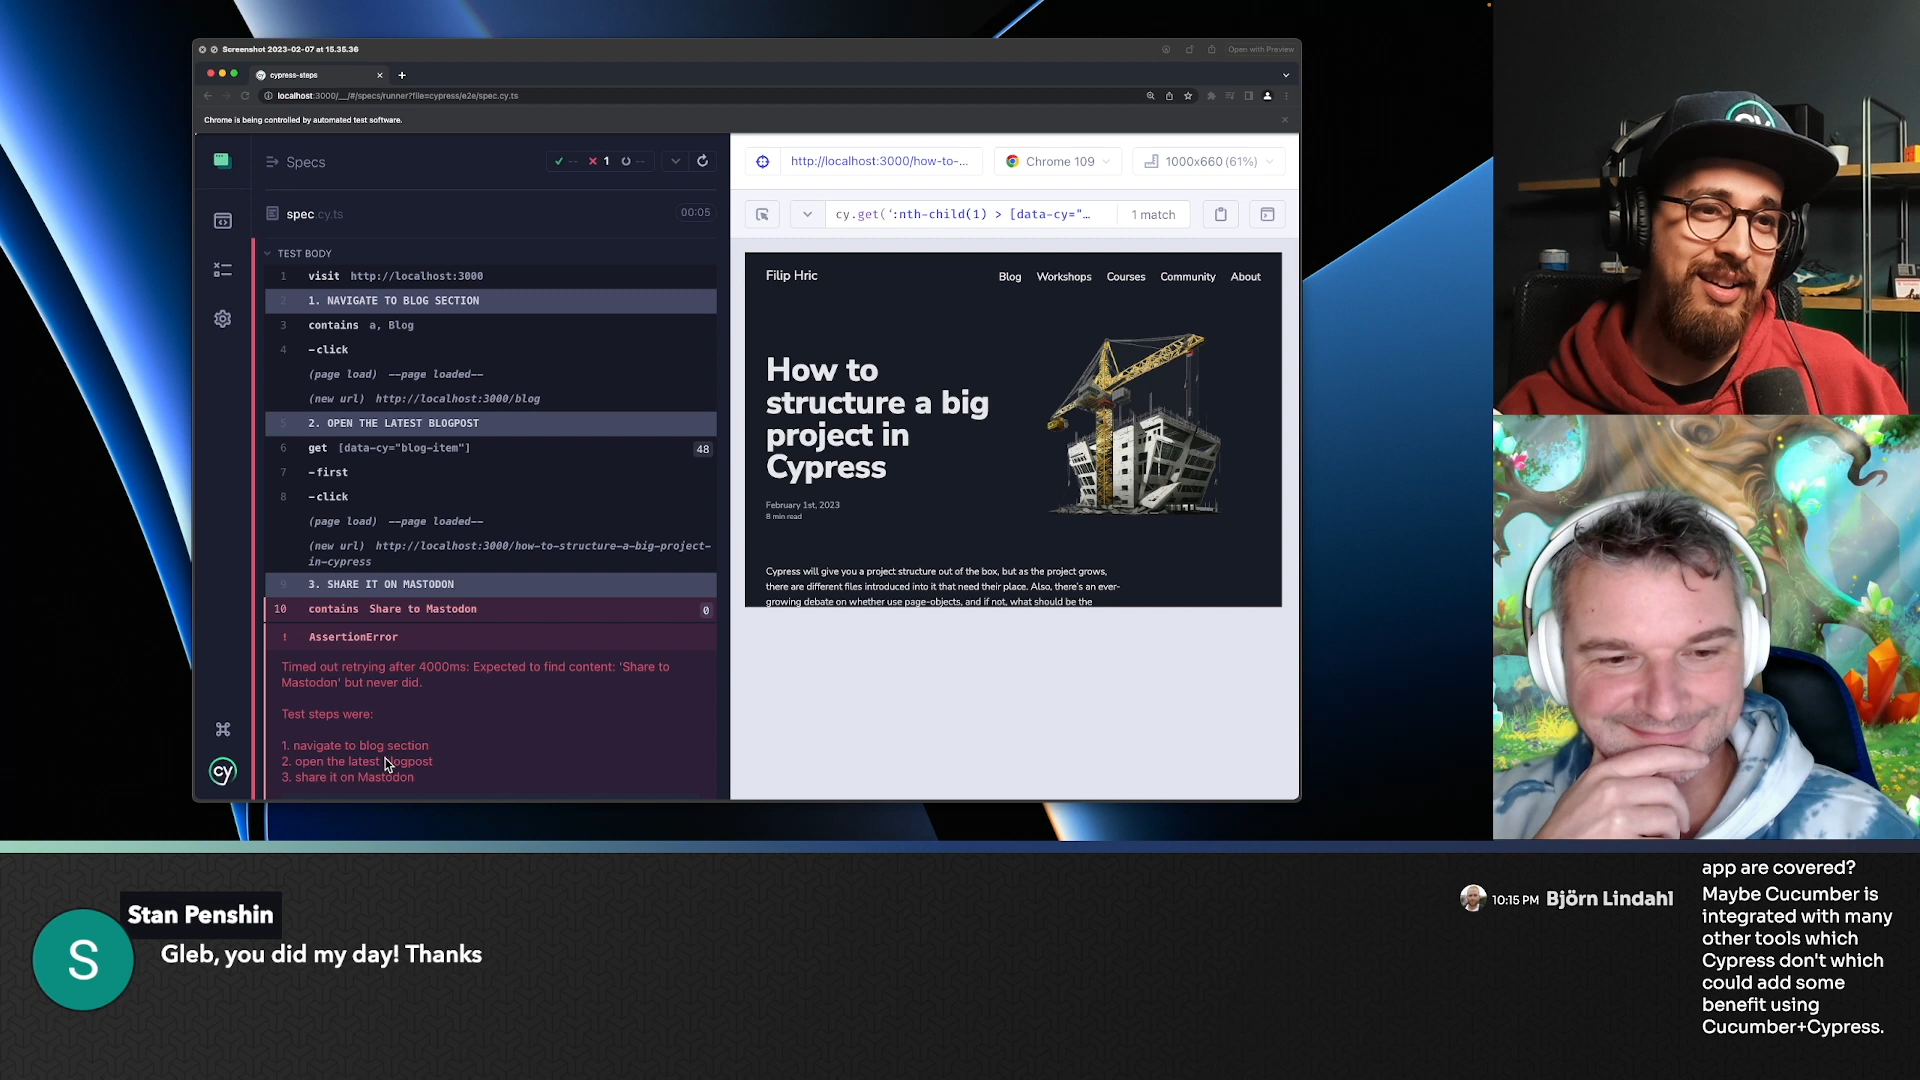 Screenshot 2023-02-07 at 15.35.36
Open with Preview
cypress-steps
localhost:3000/__/#/specs/runner?file=cypress/e2e/spec.cy.ts
Chrome is being controlled by automated test software.
Specs
-- 1 --
spec.cy.ts
00:05
TEST BODY
1 visit http://localhost:3000
2 1. NAVIGATE TO BLOG SECTION
3 contains a, Blog
4 -click
(page load) --page loaded--
(new url) http://localhost:3000/blog
5 2. OPEN THE LATEST BLOGPOST
6 get [data-cy="blog-item"] 48
7 -first
8 -click
(page load) --page loaded--
(new url) http://localhost:3000/how-to-structure-a-big-project-
in-cypress
9 3. SHARE IT ON MASTODON
10 contains Share to Mastodon 0
! AssertionError
Timed out retrying after 4000ms: Expected to find content: 'Share to
Mastodon' but never did.
Test steps were:
1. navigate to blog section
2. open the latest blogpost
3. share it on Mastodon
cy
http://localhost:3000/how-to-...
Chrome 109
1000x660 (61%)
cy.get(':nth-child(1) > [data-cy="…
1 match
Filip Hric
Blog Workshops Courses Community About
How to
structure a big
project in
Cypress
February 1st, 2023
8 min read
Cypress will give you a project structure out of the box, but as the project grows,
there are different files introduced into it that need their place. Also, there's an ever-
growing debate on whether use page-objects, and if not, what should be the
cy
Stan Penshin
S
Gleb, you did my day! Thanks
10:15 PM Björn Lindahl
app are covered?
Maybe Cucumber is
integrated with many
other tools which
Cypress don't which
could add some
benefit using
Cucumber+Cypress.